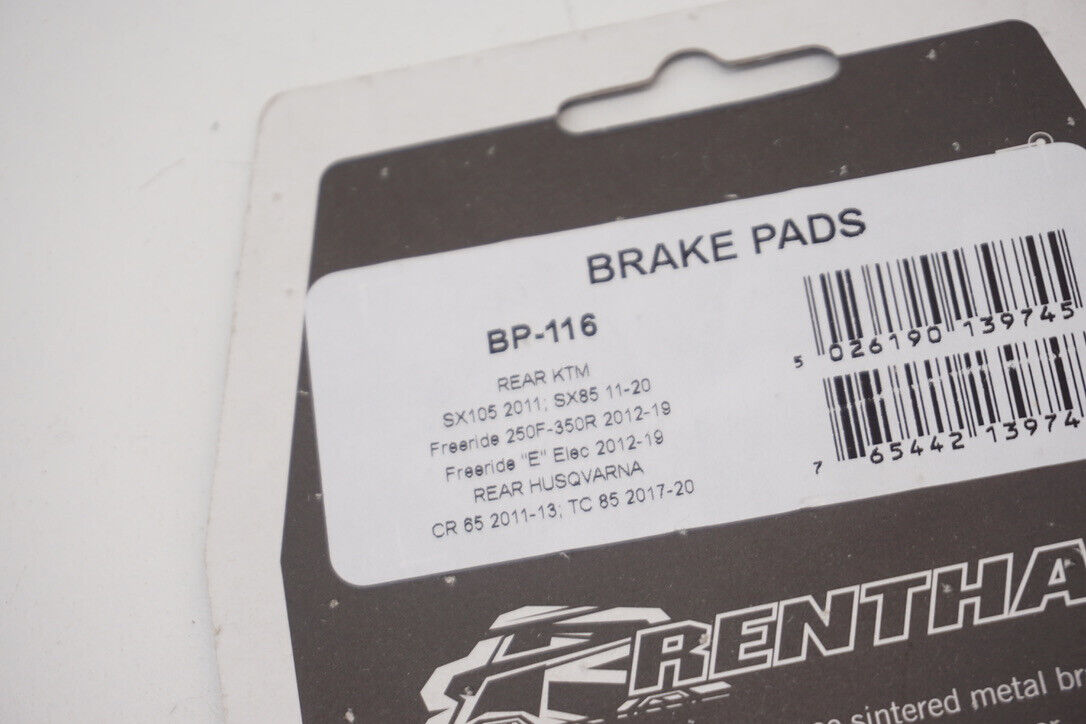 BRAKE PADS
BP-116
REAR KTM
SX105 2011; SX85 11-20
Freeride 250F-350R 2012-19
Freeride "E" Elec 2012-19
REAR HUSQVARNA
CR 65 2011-13; TC 85 2017-20
5 026190 139745
7 65442 13974
RENTHA
sintered metal br